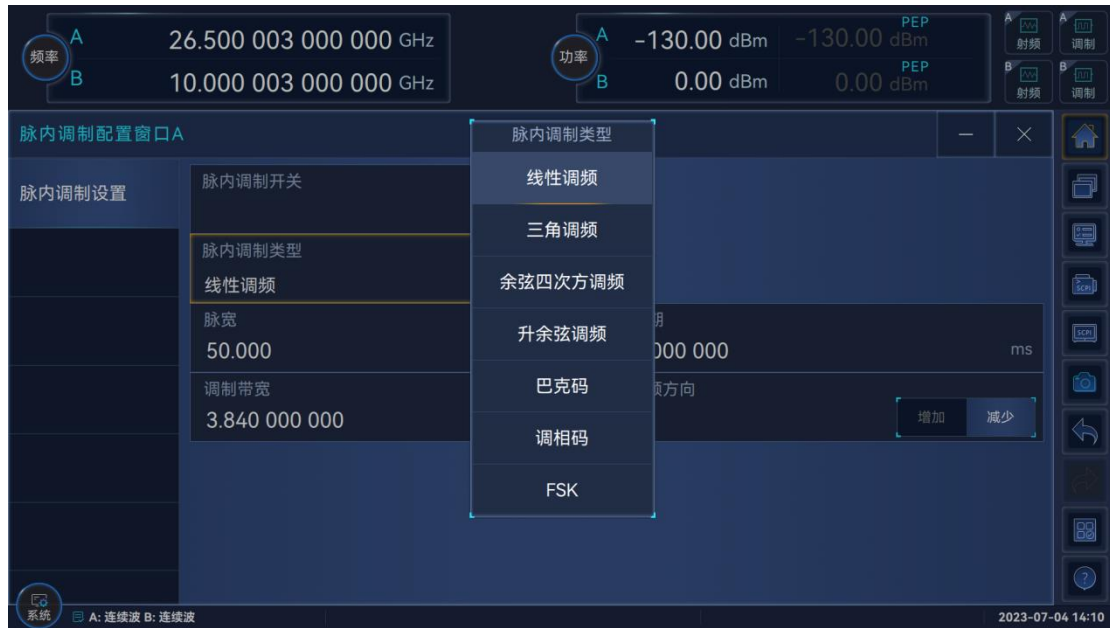 频率
A 26.500 003 000 000 GHz
B 10.000 003 000 000 GHz
功率
PEP
A -130.00 dBm -130.00 dBm
PEP
B 0.00 dBm 0.00 dBm
A 射频
A 调制
B 射频
B 调制
脉内调制配置窗口A
脉内调制设置
脉内调制开关
脉内调制类型
线性调频
脉宽
50.000
期
000 000 ms
调制带宽
3.840 000 000
频方向
增加 减少
脉内调制类型
线性调频
三角调频
余弦四次方调频
升余弦调频
巴克码
调相码
FSK
SCPI
SCPI
系统
A: 连续波 B: 连续波
2023-07-04 14:10